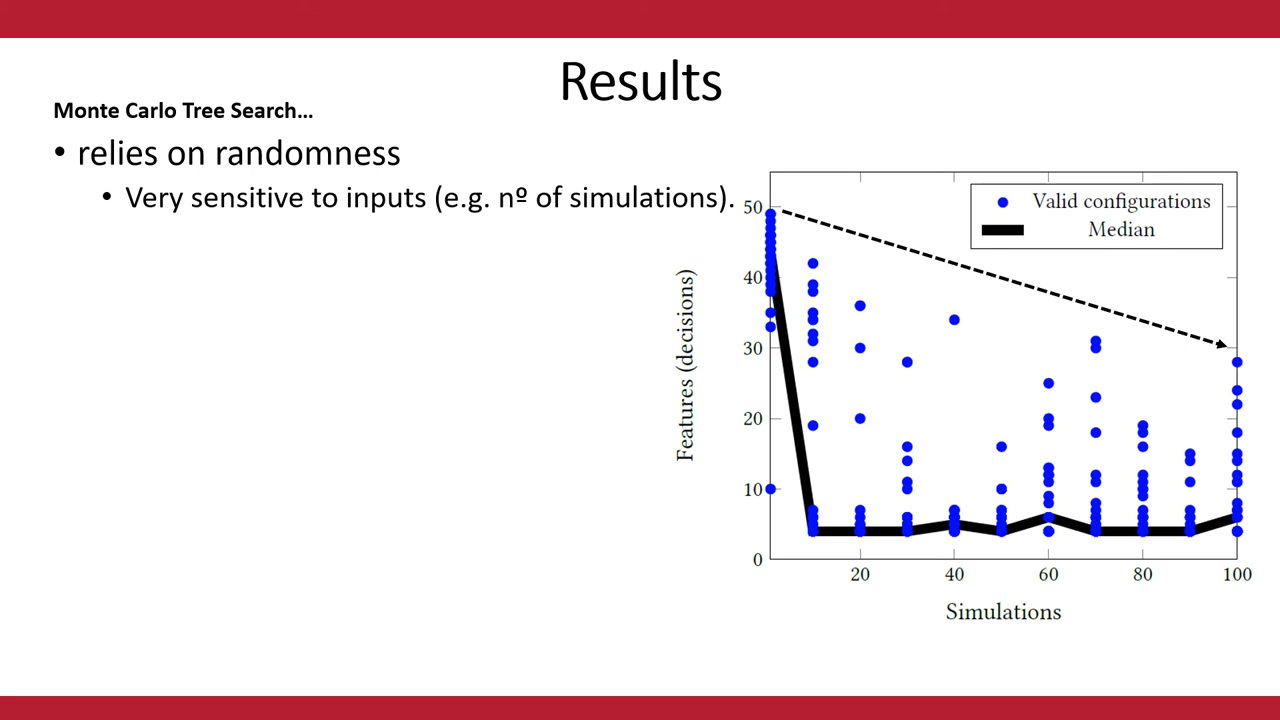 Results
Monte Carlo Tree Search…
• relies on randomness
• Very sensitive to inputs (e.g. nº of simulations).
Valid configurations
Median
50
40
30
20
10
0
Features (decisions)
20 40 60 80 100
Simulations